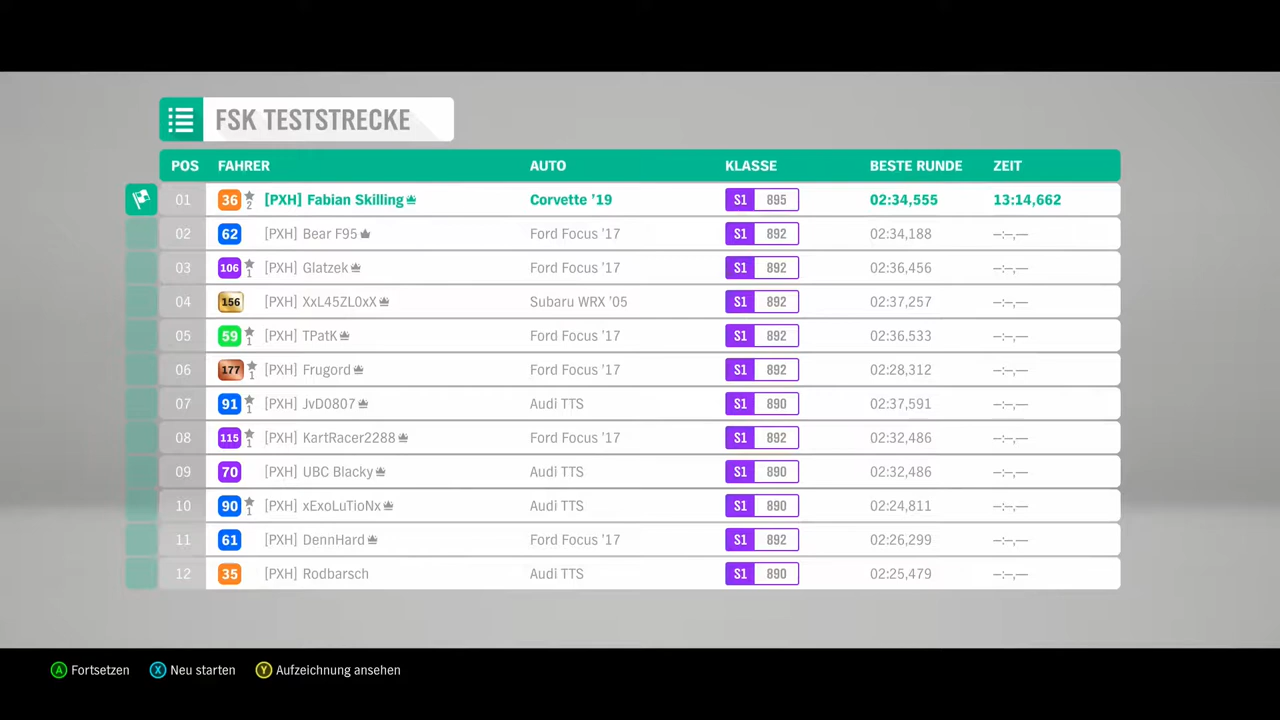 FSK TESTSTRECKE
POS FAHRER AUTO KLASSE BESTE RUNDE ZEIT
01 36 2 [PXH] Fabian Skilling Corvette '19 S1 895 02:34,555 13:14,662
02 62 [PXH] Bear F95 Ford Focus '17 S1 892 02:34,188 –:–,–
03 106 1 [PXH] Glatzek Ford Focus '17 S1 892 02:36,456 –:–,–
04 156 [PXH] XxL45ZL0xX Subaru WRX '05 S1 892 02:37,257 –:–,–
05 59 1 [PXH] TPatK Ford Focus '17 S1 892 02:36.533 –:–,–
06 177 1 [PXH] Frugord Ford Focus '17 S1 892 02:28,312 –:–,–
07 91 1 [PXH] JvD0807 Audi TTS S1 890 02:37,591 –:–,–
08 115 1 [PXH] KartRacer2288 Ford Focus '17 S1 892 02:32,486 –:–,–
09 70 [PXH] UBC Blacky Audi TTS S1 890 02:32,486 –:–,–
10 90 1 [PXH] xExoLuTioNx Audi TTS S1 890 02:24,811 –:–,–
11 61 [PXH] DennHard Ford Focus '17 S1 892 02:26,299 –:–,–
12 35 [PXH] Rodbarsch Audi TTS S1 890 02:25,479 –:–,–
A Fortsetzen X Neu starten Y Aufzeichnung ansehen